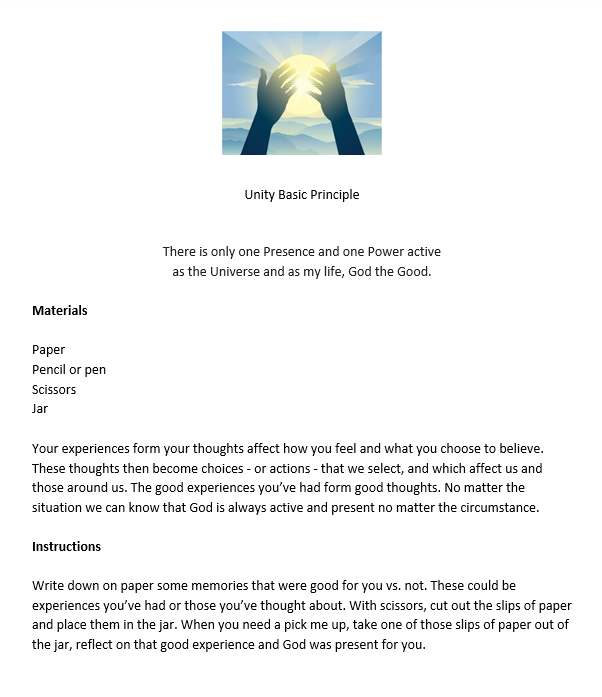 Unity Basic Principle
There is only one Presence and one Power active
as the Universe and as my life, God the Good.
Materials
Paper
Pencil or pen
Scissors
Jar
Your experiences form your thoughts affect how you feel and what you choose to believe.
These thoughts then become choices - or actions - that we select, and which affect us and
those around us. The good experiences you’ve had form good thoughts. No matter the
situation we can know that God is always active and present no matter the circumstance.
Instructions
Write down on paper some memories that were good for you vs. not. These could be
experiences you’ve had or those you’ve thought about. With scissors, cut out the slips of paper
and place them in the jar. When you need a pick me up, take one of those slips of paper out of
the jar, reflect on that good experience and God was present for you.